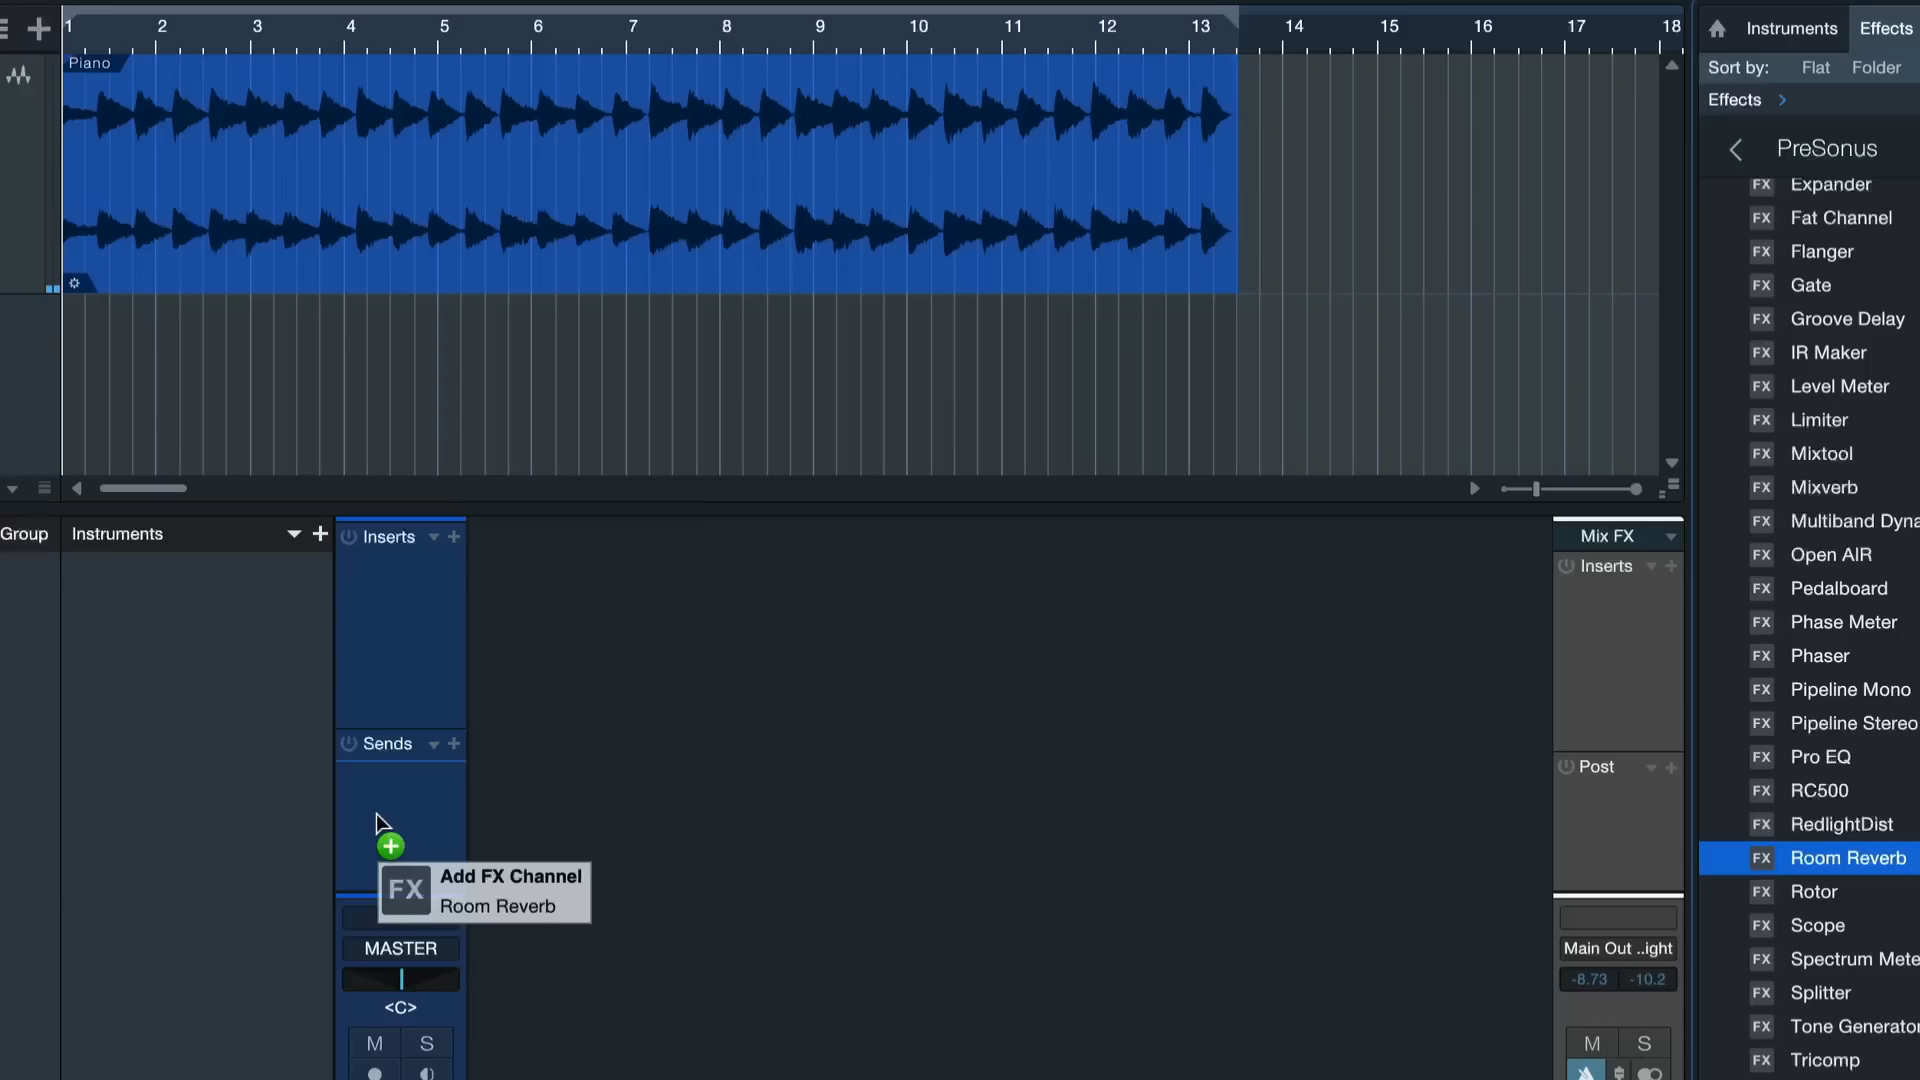 1 2 3 4 5 6 7 8 9 10 11 12 13 14 15 16 17 18
Piano
Instruments Effects
Sort by: Flat Folder
Effects
PreSonus
FX Expander
FX Fat Channel
FX Flanger
FX Gate
FX Groove Delay
FX IR Maker
FX Level Meter
FX Limiter
FX Mixtool
FX Mixverb
FX Multiband Dyna
FX Open AIR
FX Pedalboard
FX Phase Meter
FX Phaser
FX Pipeline Mono
FX Pipeline Stereo
FX Pro EQ
FX RC500
FX RedlightDist
FX Room Reverb
FX Rotor
FX Scope
FX Spectrum Mete
FX Splitter
FX Tone Generator
FX Tricomp
Group Instruments
Inserts
Sends
FX Add FX Channel
Room Reverb
MASTER
<C>
M S
Mix FX
Inserts
Post
Main Out ..ight
-8.73 -10.2
M S